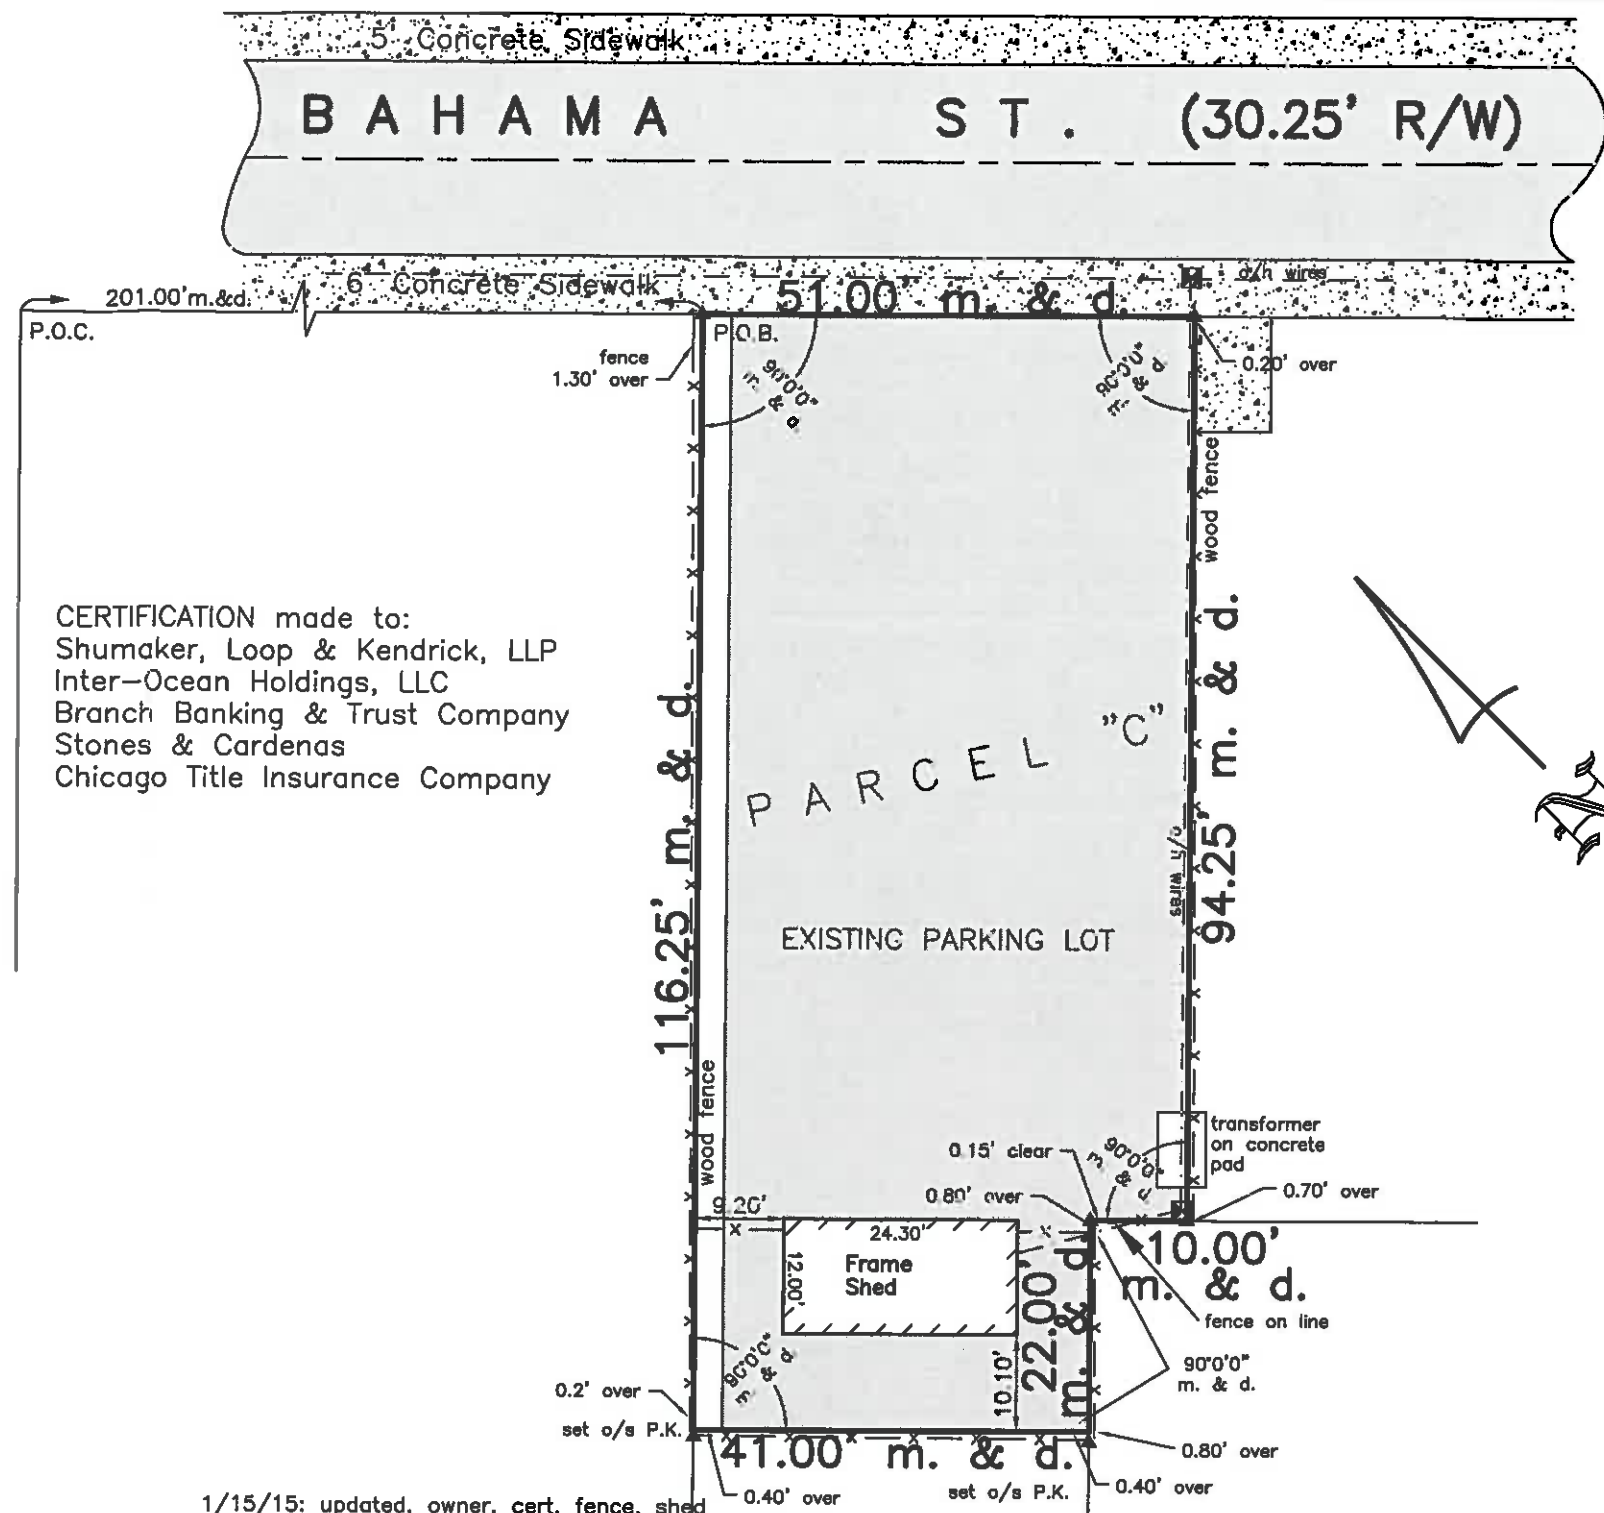 5' Concrete Sidewalk
BAHAMA ST. (30.25' R/W)
o/h wires
6' Concrete Sidewalk
201.00'm.&d.
51.00' m. & d.
P.O.C.
P.O.B.
fence
1.30' over
90°0'0"
m. & d.
90°0'0"
m. & d.
0.20' over
wood fence
CERTIFICATION made to:
Shumaker, Loop & Kendrick, LLP
Inter-Ocean Holdings, LLC
Branch Banking & Trust Company
Stones & Cardenas
Chicago Title Insurance Company
116.25' m. & d.
94.25' m. & d.
PARCEL "C"
o/h wires
EXISTING PARKING LOT
wood fence
transformer
on concrete
pad
0.15' clear
90°0'0"
m. & d.
0.80' over
0.70' over
9.20'
24.30'
12.00'
Frame
Shed
22.00' m. & d.
10.00'
m. & d.
fence on line
90°0'0"
m. & d.
90°0'0"
m. & d.
10.10'
0.2' over
set o/s P.K.
41.00' m. & d.
0.80' over
0.40' over
set o/s P.K.
0.40' over
1/15/15: updated, owner, cert, fence, shed